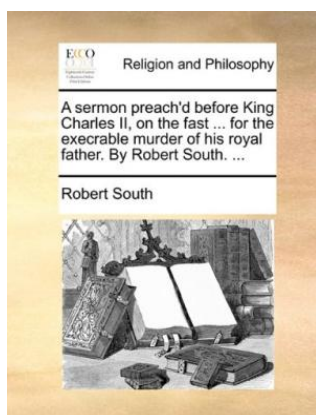 ECCO
Religion and Philosophy
A sermon preach'd before King
Charles II, on the fast ... for the
execrable murder of his royal
father. By Robert South. ...
Robert South